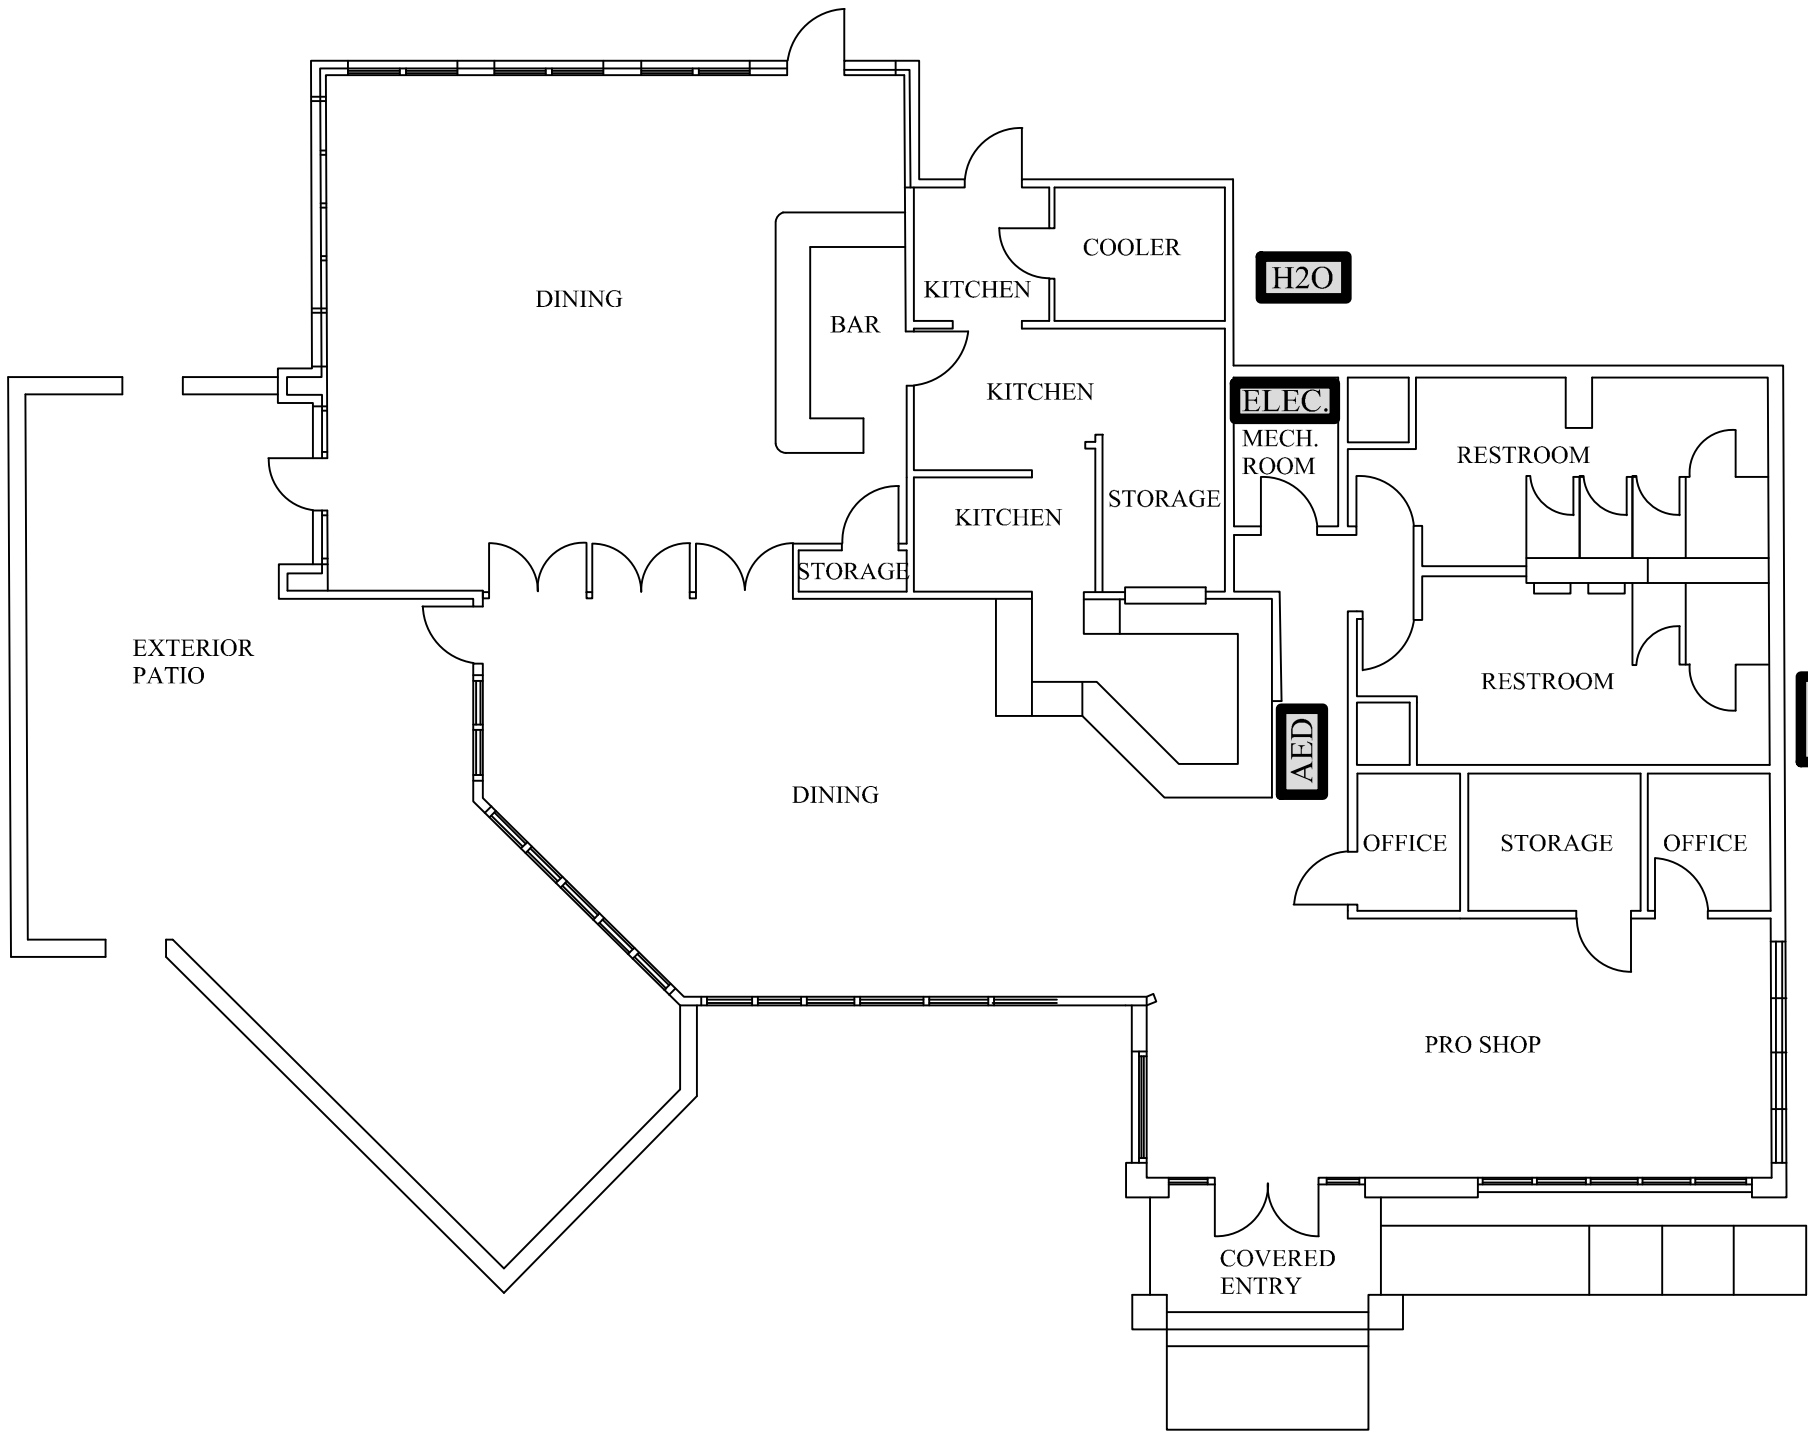 COOLER
H2O
KITCHEN
DINING
BAR
KITCHEN
ELEC.
MECH.
ROOM
RESTROOM
STORAGE
KITCHEN
STORAGE
EXTERIOR
PATIO
RESTROOM
AED
DINING
OFFICE
STORAGE
OFFICE
PRO SHOP
COVERED
ENTRY